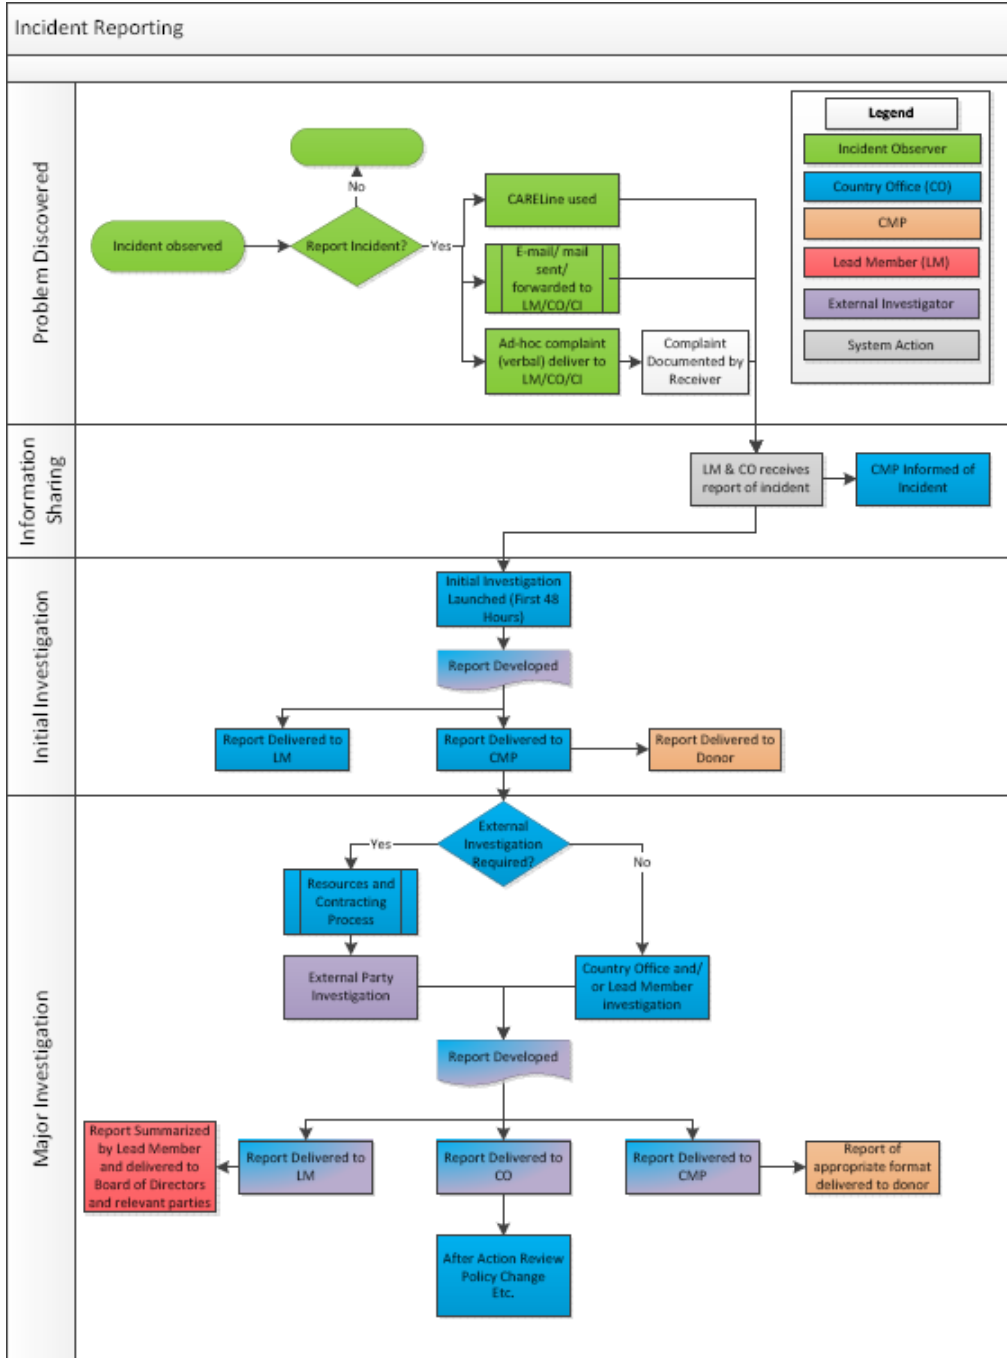 Incident Reporting
Problem Discovered
Legend
Incident Observer
Country Office (CO)
CMP
Lead Member (LM)
External Investigator
System Action
No
Incident observed
Report Incident?
Yes
CARELine used
E-mail/ mail
sent/
forwarded to
LM/CO/CI
Ad-hoc complaint
(verbal) deliver to
LM/CO/CI
Complaint
Documented by
Receiver
Information
Sharing
LM & CO receives
report of incident
CMP Informed of
Incident
Initial Investigation
Initial Investigation
Launched (First 48
Hours)
Report Developed
Report Delivered to
LM
Report Delivered to
CMP
Report Delivered to
Donor
Major Investigation
External
Investigation
Required?
Yes
No
Resources and
Contracting
Process
External Party
Investigation
Country Office and/
or Lead Member
investigation
Report Developed
Report Summarized
by Lead Member
and delivered to
Board of Directors
and relevant parties
Report Delivered to
LM
Report Delivered to
CO
Report Delivered to
CMP
Report of
appropriate format
delivered to donor
After Action Review
Policy Change
Etc.